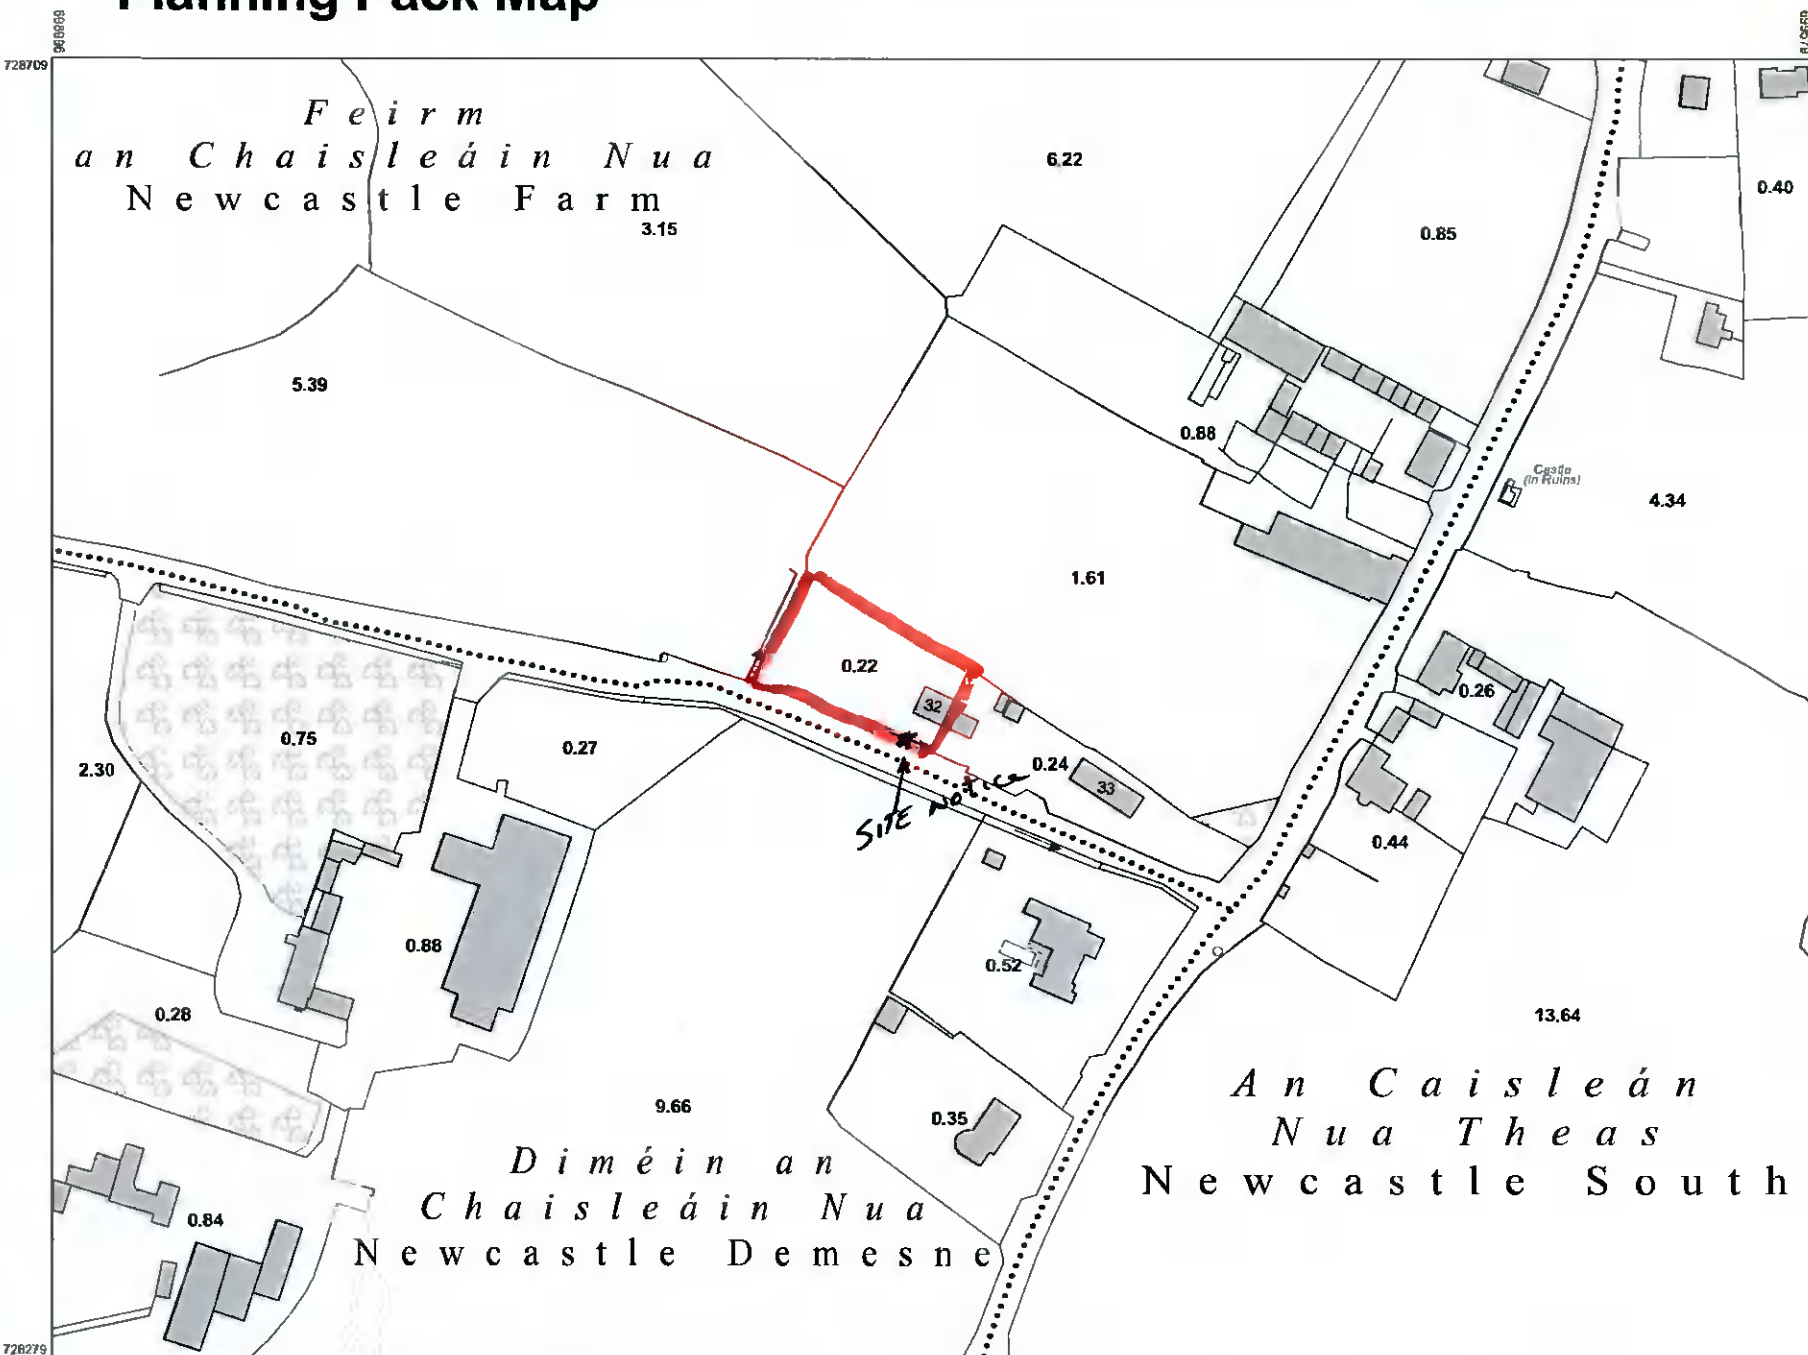 Planning Pack Map
728709
Feirm
an Chaisleáin Nua
Newcastle Farm
3.15
6.22
0.85
0.40
5.39
0.88
Castle
(in Ruins)
4.34
1.61
0.22
32
0.26
0.75
0.27
2.30
0.24
33
SITE NOTICE
0.44
0.88
0.52
0.28
13.64
An Caisleán
Nua Theas
Newcastle South
9.66
0.35
Diméin an
Chaisleáin Nua
Newcastle Demesne
0.84
728279